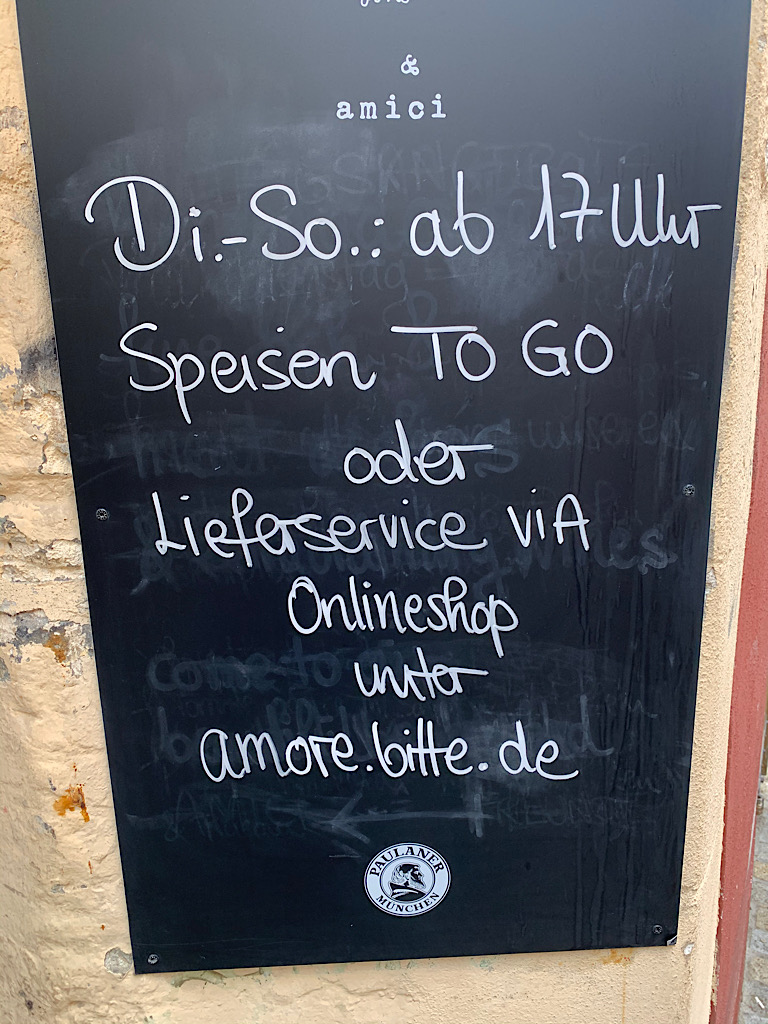 &
amici
Di.-So.: ab 17 Uhr
Speisen TO GO
oder
Lieferservice viA
Onlineshop
unter
amore.bitte.de
PAULANER
MÜNCHEN